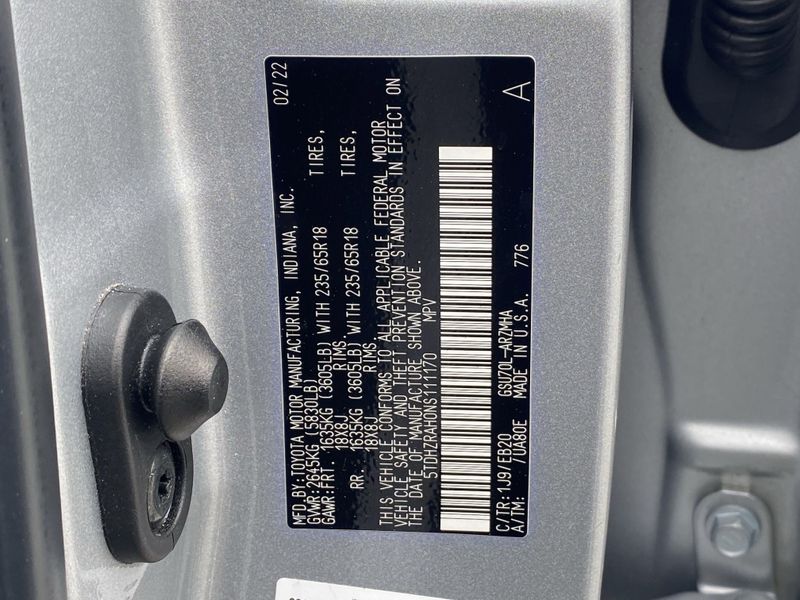 MFD.BY:TOYOTA MOTOR MANUFACTURING, INDIANA, INC. 02/22
GVWR:2645KG (5830LB)
GAWR:FRT. 1635KG (3605LB) WITH 235/65R18 TIRES,
18X8J RIMS,
RR. 1635KG (3605LB) WITH 235/65R18 TIRES,
18X8J RIMS.
THIS VEHICLE CONFORMS TO ALL APPLICABLE FEDERAL MOTOR
VEHICLE SAFETY AND THEFT PREVENTION STANDARDS IN EFFECT ON
THE DATE OF MANUFACTURE SHOWN ABOVE.
5TDHZRAH0NS111170 MPV
C/TR:1J9/EB20 GSU70L-ARZMHA
A/TM: /UA80E MADE IN U.S.A. 776 A